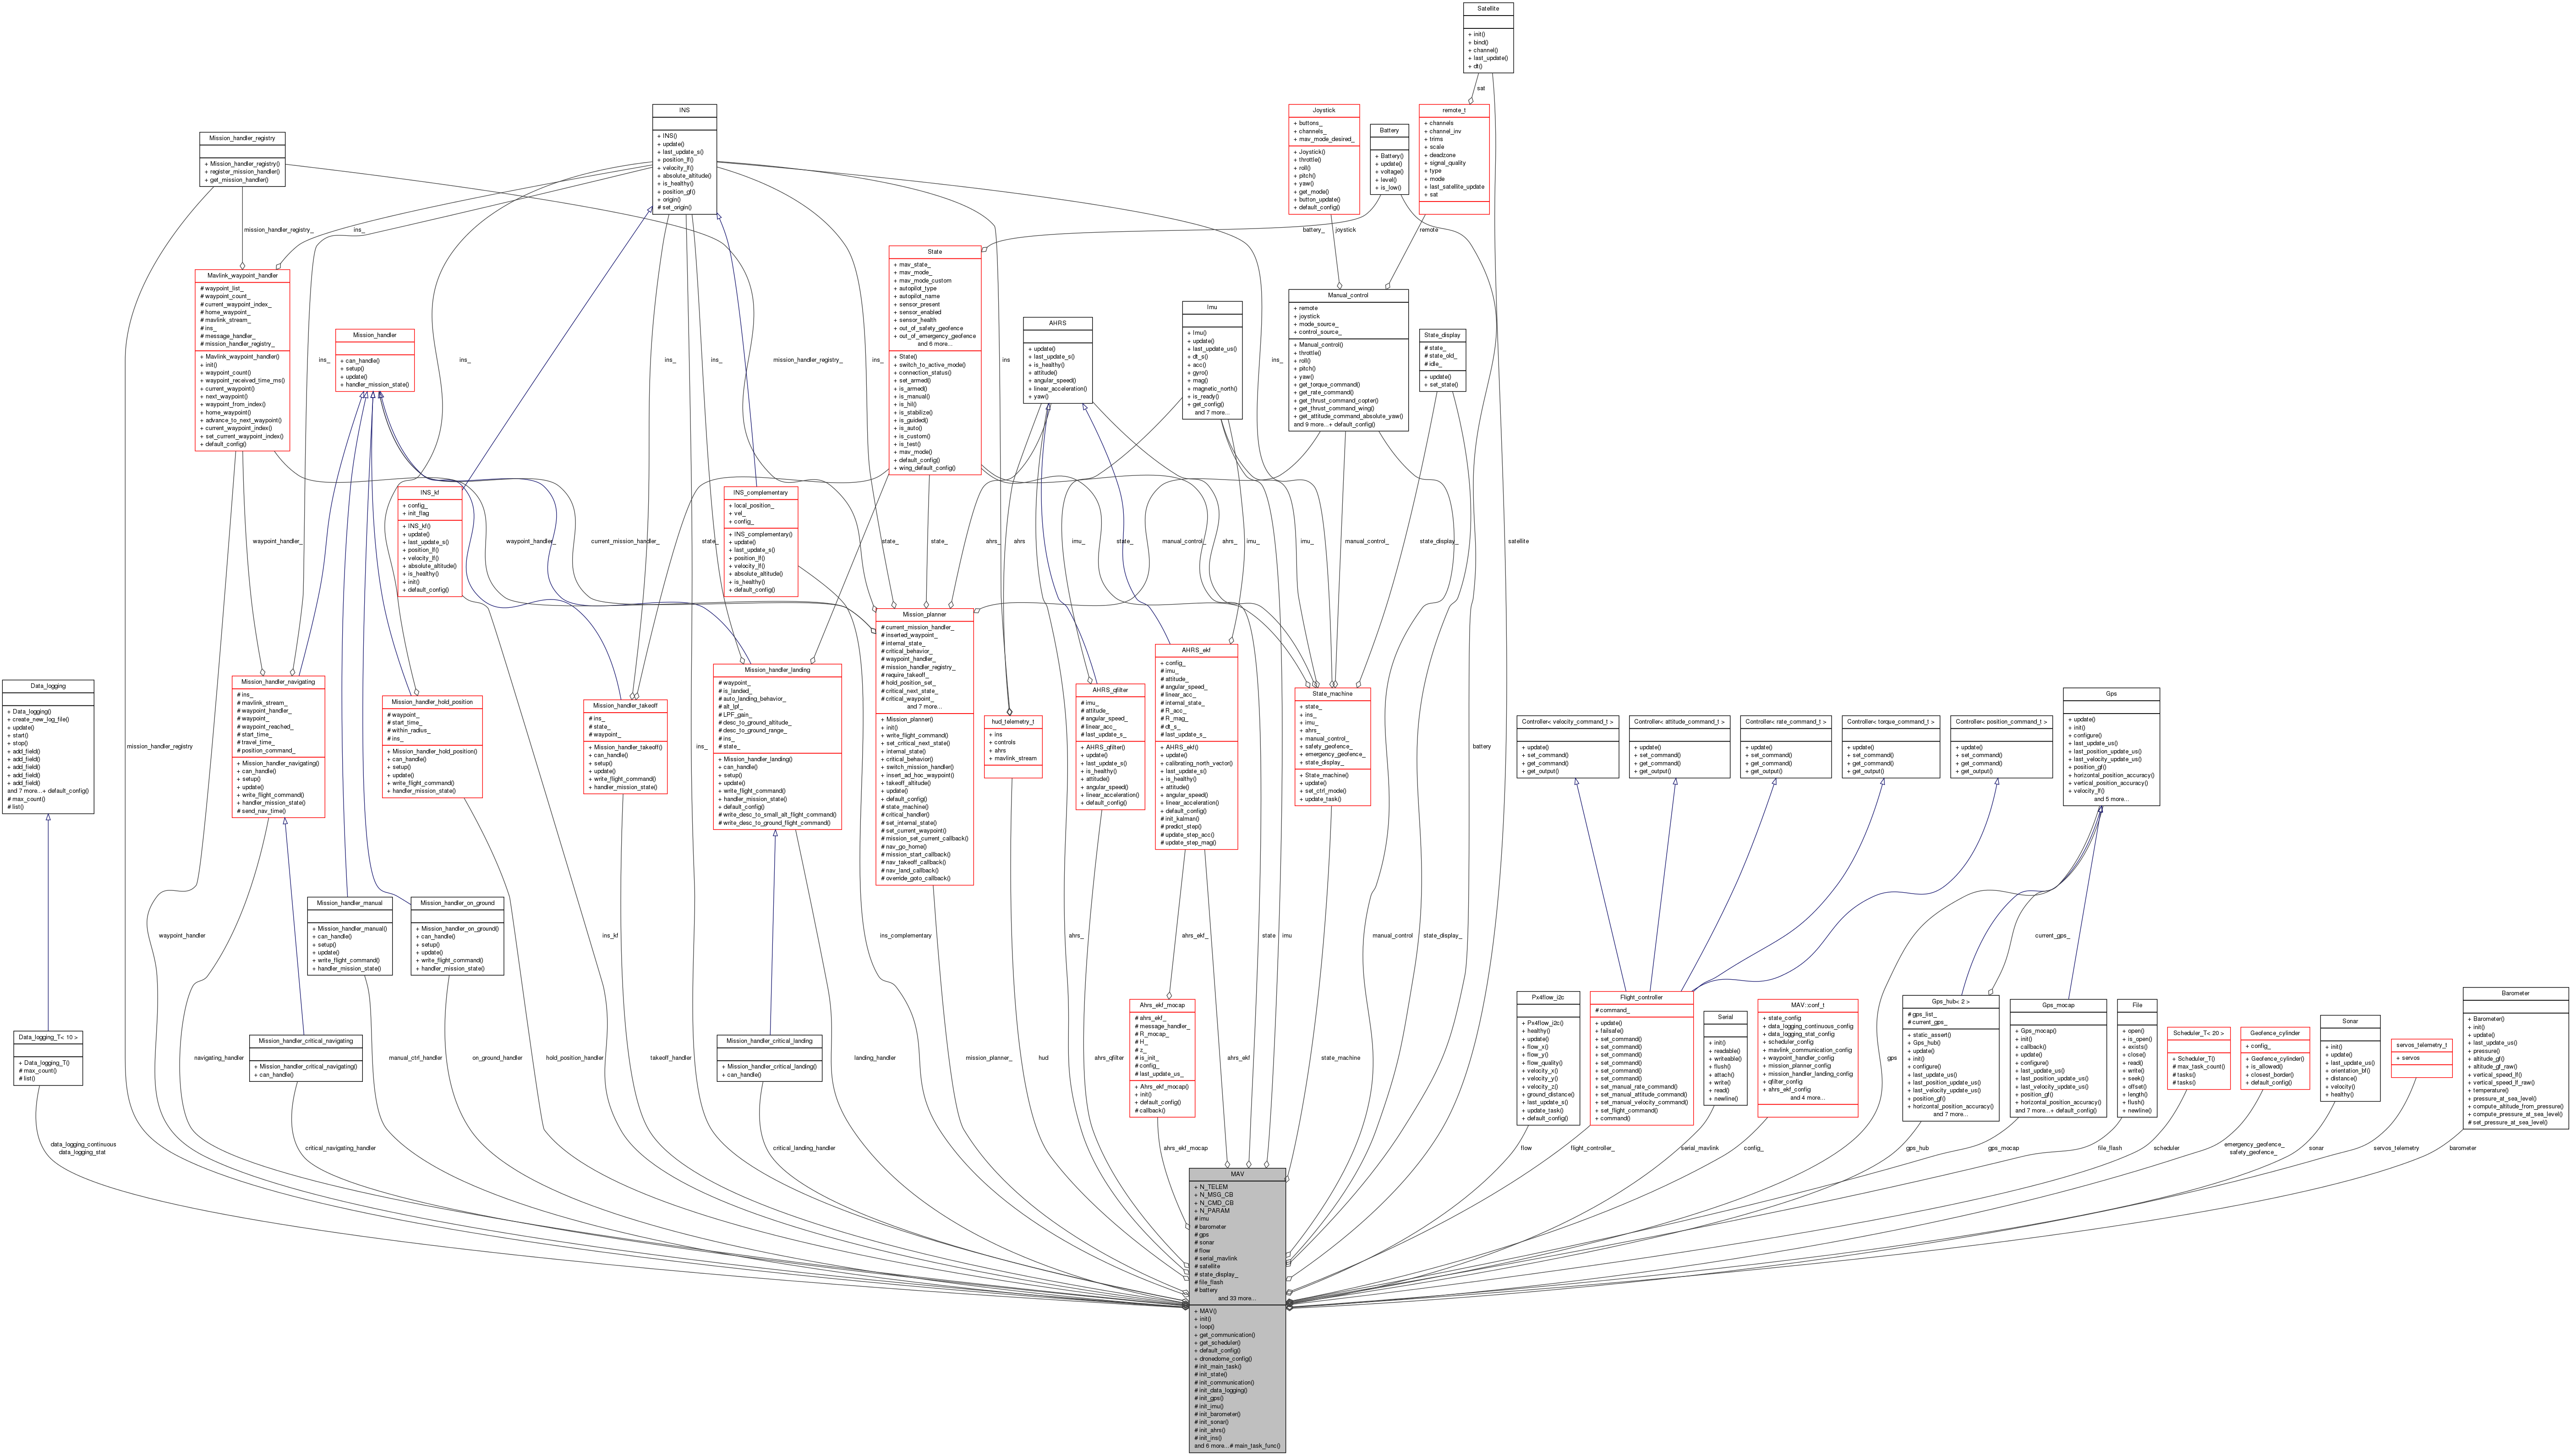 Satellite
+ init()
+ bind()
+ channel()
+ last_update()
+ dt()
sat
INS
+ INS()
+ update()
+ last_update_s()
+ position_lf()
+ velocity_lf()
+ absolute_altitude()
+ is_healthy()
+ position_gf()
+ origin()
# set_origin()
Joystick
+ buttons_
+ channels_
+ mav_mode_desired_
+ Joystick()
+ throttle()
+ roll()
+ pitch()
+ yaw()
+ get_mode()
+ button_update()
+ default_config()
Battery
+ Battery()
+ update()
+ voltage()
+ level()
+ is_low()
remote_t
+ channels
+ channel_inv
+ trims
+ scale
+ deadzone
+ signal_quality
+ type
+ mode
+ last_satellite_update
+ sat
Mission_handler_registry
+ Mission_handler_registry()
+ register_mission_handler()
+ get_mission_handler()
mission_handler_registry_
ins_
battery_
joystick
remote
Mavlink_waypoint_handler
# waypoint_list_
# waypoint_count_
# current_waypoint_index_
# home_waypoint_
# mavlink_stream_
# ins_
# message_handler_
# mission_handler_registry_
+ Mavlink_waypoint_handler()
+ init()
+ waypoint_count()
+ waypoint_received_time_ms()
+ current_waypoint()
+ next_waypoint()
+ waypoint_from_index()
+ home_waypoint()
+ advance_to_next_waypoint()
+ current_waypoint_index()
+ set_current_waypoint_index()
+ default_config()
Mission_handler
+ can_handle()
+ setup()
+ update()
+ handler_mission_state()
State
+ mav_state_
+ mav_mode_
+ mav_mode_custom
+ autopilot_type
+ autopilot_name
+ sensor_present
+ sensor_enabled
+ sensor_health
+ out_of_safety_geofence
+ out_of_emergency_geofence
and 6 more...
+ State()
+ switch_to_active_mode()
+ connection_status()
+ set_armed()
+ is_armed()
+ is_manual()
+ is_hil()
+ is_stabilize()
+ is_guided()
+ is_auto()
+ is_custom()
+ is_test()
+ mav_mode()
+ default_config()
+ wing_default_config()
AHRS
+ update()
+ last_update_s()
+ is_healthy()
+ attitude()
+ angular_speed()
+ linear_acceleration()
+ yaw()
Imu
+ Imu()
+ update()
+ last_update_us()
+ dt_s()
+ acc()
+ gyro()
+ mag()
+ magnetic_north()
+ is_ready()
+ get_config()
and 7 more...
Manual_control
+ remote
+ joystick
+ mode_source_
+ control_source_
+ Manual_control()
+ throttle()
+ roll()
+ pitch()
+ yaw()
+ get_torque_command()
+ get_rate_command()
+ get_thrust_command_copter()
+ get_thrust_command_wing()
+ get_attitude_command_absolute_yaw()
and 9 more...+ default_config()
State_display
# state_
# state_old_
# idle_
+ update()
+ set_state()
ins_
ins_
ins_
ins_
mission_handler_registry_
ins_
ins
ins_
INS_kf
+ config_
+ init_flag
+ INS_kf()
+ update()
+ last_update_s()
+ position_lf()
+ velocity_lf()
+ absolute_altitude()
+ is_healthy()
+ init()
+ default_config()
INS_complementary
+ local_position_
+ vel_
+ config_
+ INS_complementary()
+ update()
+ last_update_s()
+ position_lf()
+ velocity_lf()
+ absolute_altitude()
+ is_healthy()
+ default_config()
waypoint_handler_
waypoint_handler_
current_mission_handler_
state_
state_
state_
ahrs_
ahrs
imu_
state_
manual_control_
ahrs_
imu_
imu_
manual_control_
state_display_
satellite
Data_logging
+ Data_logging()
+ create_new_log_file()
+ update()
+ start()
+ stop()
+ add_field()
+ add_field()
+ add_field()
+ add_field()
+ add_field()
and 7 more...+ default_config()
# max_count()
# list()
Mission_handler_navigating
# ins_
# mavlink_stream_
# waypoint_handler_
# waypoint_
# waypoint_reached_
# start_time_
# travel_time_
# position_command_
+ Mission_handler_navigating()
+ can_handle()
+ setup()
+ update()
+ write_flight_command()
+ handler_mission_state()
# send_nav_time()
Mission_handler_hold_position
# waypoint_
# start_time_
# within_radius_
# ins_
+ Mission_handler_hold_position()
+ can_handle()
+ setup()
+ update()
+ write_flight_command()
+ handler_mission_state()
Mission_handler_takeoff
# ins_
# state_
# waypoint_
+ Mission_handler_takeoff()
+ can_handle()
+ setup()
+ update()
+ write_flight_command()
+ handler_mission_state()
Mission_handler_landing
# waypoint_
# is_landed_
# auto_landing_behavior_
# alt_lpf_
# LPF_gain_
# desc_to_ground_altitude_
# desc_to_ground_range_
# ins_
# state_
+ Mission_handler_landing()
+ can_handle()
+ setup()
+ update()
+ write_flight_command()
+ handler_mission_state()
+ default_config()
# write_desc_to_small_alt_flight_command()
# write_desc_to_ground_flight_command()
Mission_planner
# current_mission_handler_
# inserted_waypoint_
# internal_state_
# critical_behavior_
# waypoint_handler_
# mission_handler_registry_
# require_takeoff_
# hold_position_set_
# critical_next_state_
# critical_waypoint_
and 7 more...
+ Mission_planner()
+ init()
+ write_flight_command()
+ set_critical_next_state()
+ internal_state()
+ critical_behavior()
+ switch_mission_handler()
+ insert_ad_hoc_waypoint()
+ takeoff_altitude()
+ update()
+ default_config()
# state_machine()
# critical_handler()
# set_internal_state()
# set_current_waypoint()
# mission_set_current_callback()
# nav_go_home()
# mission_start_callback()
# nav_takeoff_callback()
# nav_land_callback()
# override_goto_callback()
hud_telemetry_t
+ ins
+ controls
+ ahrs
+ mavlink_stream
AHRS_qfilter
# imu_
# attitude_
# angular_speed_
# linear_acc_
# last_update_s_
+ AHRS_qfilter()
+ update()
+ last_update_s()
+ is_healthy()
+ attitude()
+ angular_speed()
+ linear_acceleration()
+ default_config()
AHRS_ekf
+ config_
# imu_
# attitude_
# angular_speed_
# linear_acc_
# internal_state_
# R_acc_
# R_mag_
# dt_s_
# last_update_s_
+ AHRS_ekf()
+ update()
+ calibrating_north_vector()
+ last_update_s()
+ is_healthy()
+ attitude()
+ angular_speed()
+ linear_acceleration()
+ default_config()
# init_kalman()
# predict_step()
# update_step_acc()
# update_step_mag()
State_machine
+ state_
+ ins_
+ imu_
+ ahrs_
+ manual_control_
+ safety_geofence_
+ emergency_geofence_
+ state_display_
+ State_machine()
+ update()
+ set_ctrl_mode()
+ update_task()
Controller< velocity_command_t >
+ update()
+ set_command()
+ get_command()
+ get_output()
Controller< attitude_command_t >
+ update()
+ set_command()
+ get_command()
+ get_output()
Controller< rate_command_t >
+ update()
+ set_command()
+ get_command()
+ get_output()
Controller< torque_command_t >
+ update()
+ set_command()
+ get_command()
+ get_output()
Controller< position_command_t >
+ update()
+ set_command()
+ get_command()
+ get_output()
Gps
+ update()
+ init()
+ configure()
+ last_update_us()
+ last_position_update_us()
+ last_velocity_update_us()
+ position_gf()
+ horizontal_position_accuracy()
+ vertical_position_accuracy()
+ velocity_lf()
and 5 more...
mission_handler_registry
ins_
battery
Mission_handler_manual
+ Mission_handler_manual()
+ can_handle()
+ setup()
+ update()
+ write_flight_command()
+ handler_mission_state()
Mission_handler_on_ground
+ Mission_handler_on_ground()
+ can_handle()
+ setup()
+ update()
+ write_flight_command()
+ handler_mission_state()
waypoint_handler
ins_kf
ins_complementary
ahrs_
ahrs_ekf_
state
imu
manual_control
state_display_
current_gps_
Data_logging_T< 10 >
+ Data_logging_T()
# max_count()
# list()
navigating_handler
Mission_handler_critical_navigating
+ Mission_handler_critical_navigating()
+ can_handle()
manual_ctrl_handler
on_ground_handler
hold_position_handler
takeoff_handler
Mission_handler_critical_landing
+ Mission_handler_critical_landing()
+ can_handle()
landing_handler
mission_planner_
hud
ahrs_qfilter
Ahrs_ekf_mocap
# ahrs_ekf_
# message_handler_
# R_mocap_
# H_
# z_
# is_init_
# config_
# last_update_us_
+ Ahrs_ekf_mocap()
+ init()
+ default_config()
# callback()
ahrs_ekf
state_machine
gps
Px4flow_i2c
+ Px4flow_i2c()
+ healthy()
+ update()
+ flow_x()
+ flow_y()
+ flow_quality()
+ velocity_x()
+ velocity_y()
+ velocity_z()
+ ground_distance()
+ last_update_s()
+ update_task()
+ default_config()
Flight_controller
# command_
+ update()
+ failsafe()
+ set_command()
+ set_command()
+ set_command()
+ set_command()
+ set_command()
+ set_command()
+ set_manual_rate_command()
+ set_manual_attitude_command()
+ set_manual_velocity_command()
+ set_flight_command()
+ command()
Serial
+ init()
+ readable()
+ writeable()
+ flush()
+ attach()
+ write()
+ read()
+ newline()
MAV::conf_t
+ state_config
+ data_logging_continuous_config
+ data_logging_stat_config
+ scheduler_config
+ mavlink_communication_config
+ waypoint_handler_config
+ mission_planner_config
+ mission_handler_landing_config
+ qfilter_config
+ ahrs_ekf_config
and 4 more...
Gps_hub< 2 >
# gps_list_
# current_gps_
+ static_assert()
+ Gps_hub()
+ update()
+ init()
+ configure()
+ last_update_us()
+ last_position_update_us()
+ last_velocity_update_us()
+ position_gf()
+ horizontal_position_accuracy()
and 7 more...
Gps_mocap
+ Gps_mocap()
+ init()
+ callback()
+ update()
+ configure()
+ last_update_us()
+ last_position_update_us()
+ last_velocity_update_us()
+ position_gf()
+ horizontal_position_accuracy()
and 7 more...+ default_config()
File
+ open()
+ is_open()
+ exists()
+ close()
+ read()
+ write()
+ seek()
+ offset()
+ length()
+ flush()
+ newline()
Scheduler_T< 20 >
+ Scheduler_T()
# max_task_count()
# tasks()
# tasks()
Geofence_cylinder
+ config_
+ Geofence_cylinder()
+ is_allowed()
+ closest_border()
+ default_config()
Sonar
+ init()
+ update()
+ last_update_us()
+ orientation_bf()
+ distance()
+ velocity()
+ healthy()
servos_telemetry_t
+ servos
Barometer
+ Barometer()
+ init()
+ update()
+ last_update_us()
+ pressure()
+ altitude_gf()
+ altitude_gf_raw()
+ vertical_speed_lf()
+ vertical_speed_lf_raw()
+ temperature()
+ pressure_at_sea_level()
+ compute_altitude_from_pressure()
+ compute_pressure_at_sea_level()
# set_pressure_at_sea_level()
data_logging_continuous
data_logging_stat
critical_navigating_handler
critical_landing_handler
ahrs_ekf_mocap
flow
flight_controller_
serial_mavlink
config_
gps_hub
gps_mocap
file_flash
scheduler
emergency_geofence_
safety_geofence_
sonar
servos_telemetry
barometer
MAV
+ N_TELEM
+ N_MSG_CB
+ N_CMD_CB
+ N_PARAM
# imu
# barometer
# gps
# sonar
# flow
# serial_mavlink
# satellite
# state_display_
# file_flash
# battery
and 33 more...
+ MAV()
+ init()
+ loop()
+ get_communication()
+ get_scheduler()
+ default_config()
+ dronedome_config()
# init_main_task()
# init_state()
# init_communication()
# init_data_logging()
# init_gps()
# init_imu()
# init_barometer()
# init_sonar()
# init_ahrs()
# init_ins()
and 6 more...# main_task_func()